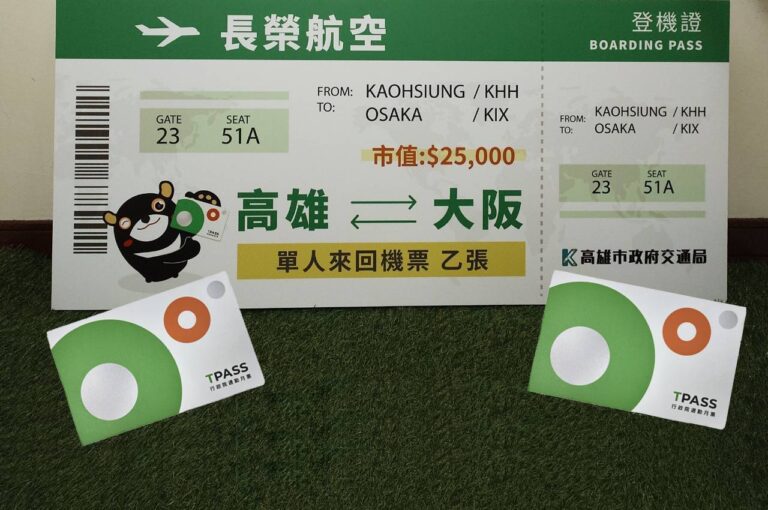 長榮航空
登機證
BOARDING PASS
GATE SEAT
23 51A
FROM: KAOHSIUNG / KHH
TO: OSAKA / KIX
市值:$25,000
高雄 大阪
單人來回機票 乙張
FROM: KAOHSIUNG / KHH
TO: OSAKA / KIX
GATE SEAT
23 51A
高雄市政府交通局
TPASS
TPASS
行政院通勤月票
TPASS
行政院通勤月票